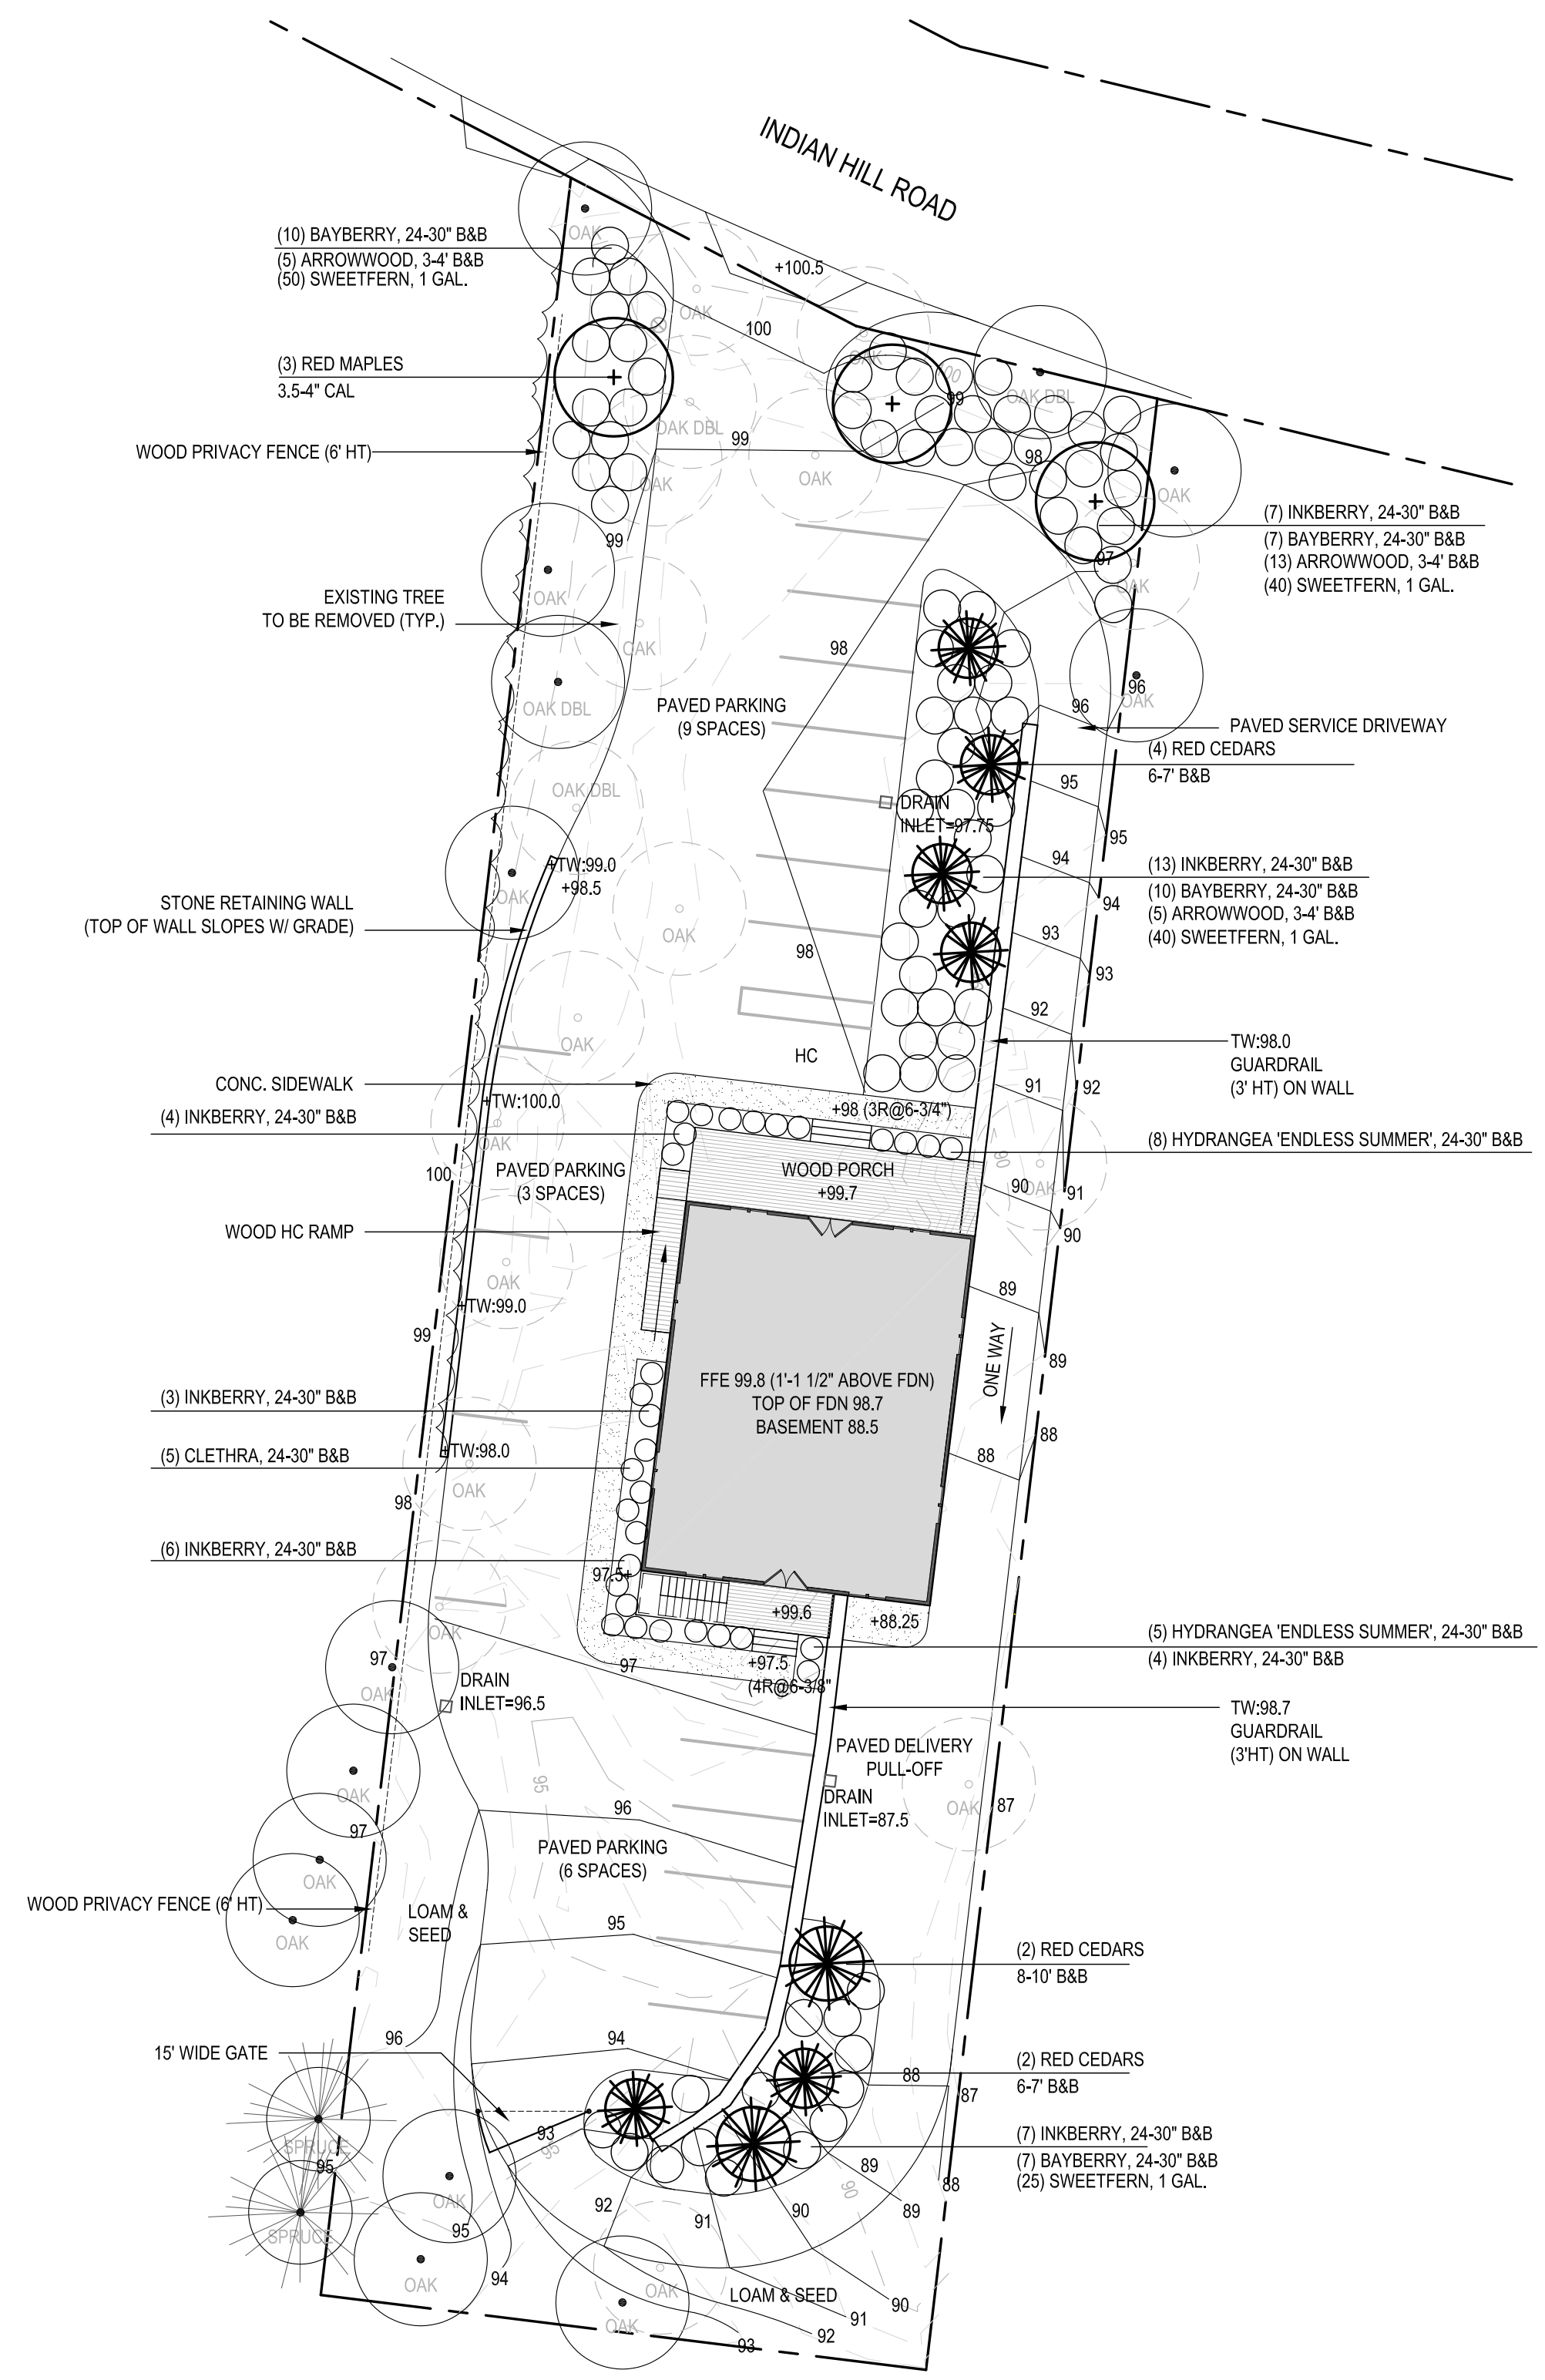 INDIAN HILL ROAD
OAK
(10) BAYBERRY, 24-30" B&B
(5) ARROWWOOD, 3-4' B&B
(50) SWEETFERN, 1 GAL.
+100.5
OAK
100
OAK
(3) RED MAPLES
3.5-4" CAL
100
99
OAK DBL
OAK DBL
99
WOOD PRIVACY FENCE (6' HT)
98
OAK
OAK
OAK
(7) INKBERRY, 24-30" B&B
(7) BAYBERRY, 24-30" B&B
(13) ARROWWOOD, 3-4' B&B
(40) SWEETFERN, 1 GAL.
99
97
OAK
EXISTING TREE
TO BE REMOVED (TYP.)
OAK
OAK
98
96
OAK
96
OAK DBL
PAVED PARKING
(9 SPACES)
PAVED SERVICE DRIVEWAY
(4) RED CEDARS
6-7' B&B
95
OAK DBL
DRAIN
INLET=97.75
95
94
+TW:99.0
+98.5
OAK
(13) INKBERRY, 24-30" B&B
(10) BAYBERRY, 24-30" B&B
(5) ARROWWOOD, 3-4' B&B
(40) SWEETFERN, 1 GAL.
94
STONE RETAINING WALL
(TOP OF WALL SLOPES W/ GRADE)
OAK
93
98
93
92
OAK
HC
TW:98.0
GUARDRAIL
(3' HT) ON WALL
CONC. SIDEWALK
91
92
+TW:100.0
+98 (3R@6-3/4")
(4) INKBERRY, 24-30" B&B
OAK
(8) HYDRANGEA 'ENDLESS SUMMER', 24-30" B&B
90
100
PAVED PARKING
(3 SPACES)
WOOD PORCH
+99.7
90
OAK
91
WOOD HC RAMP
90
OAK
89
+TW:99.0
99
ONE WAY
89
FFE 99.8 (1'-1 1/2" ABOVE FDN)
TOP OF FDN 98.7
BASEMENT 88.5
(3) INKBERRY, 24-30" B&B
88
+TW:98.0
(5) CLETHRA, 24-30" B&B
88
OAK
98
(6) INKBERRY, 24-30" B&B
97.5+
+99.6
+88.25
OAK
(5) HYDRANGEA 'ENDLESS SUMMER', 24-30" B&B
(4) INKBERRY, 24-30" B&B
97
97
+97.5
(4R@6-3/8"
OAK
DRAIN
INLET=96.5
TW:98.7
GUARDRAIL
(3'HT) ON WALL
PAVED DELIVERY
PULL-OFF
95
OAK
DRAIN
INLET=87.5
OAK
87
96
97
PAVED PARKING
(6 SPACES)
OAK
WOOD PRIVACY FENCE (6' HT)
LOAM &
SEED
95
OAK
(2) RED CEDARS
8-10' B&B
96
94
15' WIDE GATE
(2) RED CEDARS
6-7' B&B
88
87
93
(7) INKBERRY, 24-30" B&B
(7) BAYBERRY, 24-30" B&B
(25) SWEETFERN, 1 GAL.
SPRUCE
95
89
88
OAK
92
91
90
90
89
95
SPRUCE
94
OAK
OAK
LOAM & SEED
90
91
OAK
92
93